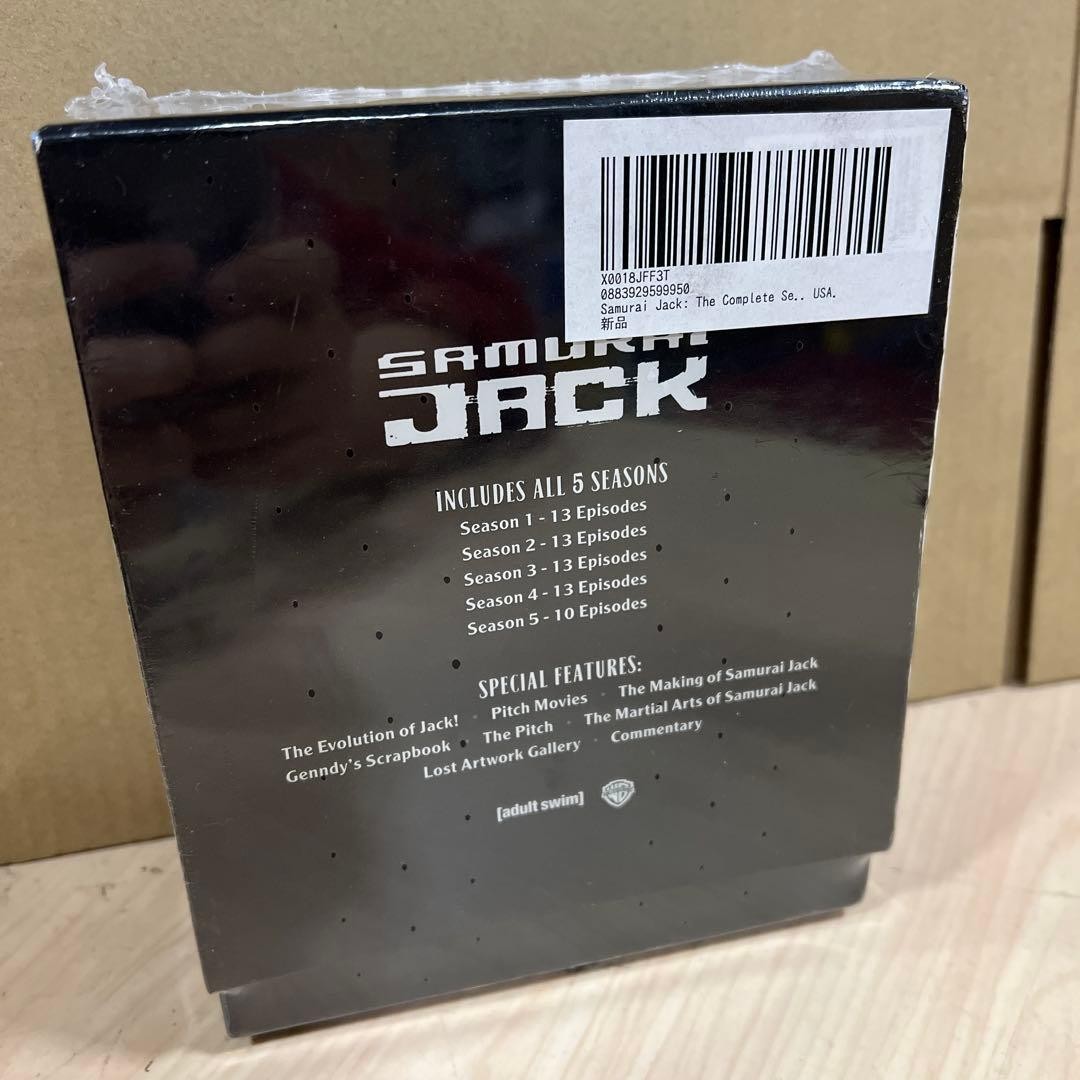 X0018JFF3T
0883929599950
Samurai Jack: The Complete Se.. USA.
新品
SAMURAI
JACK
INCLUDES ALL 5 SEASONS
Season 1 - 13 Episodes
Season 2 - 13 Episodes
Season 3 - 13 Episodes
Season 4 - 13 Episodes
Season 5 - 10 Episodes
SPECIAL FEATURES:
The Evolution of Jack! • Pitch Movies • The Making of Samurai Jack
Genndy's Scrapbook • The Pitch • The Martial Arts of Samurai Jack
Lost Artwork Gallery • Commentary
[adult swim] WB